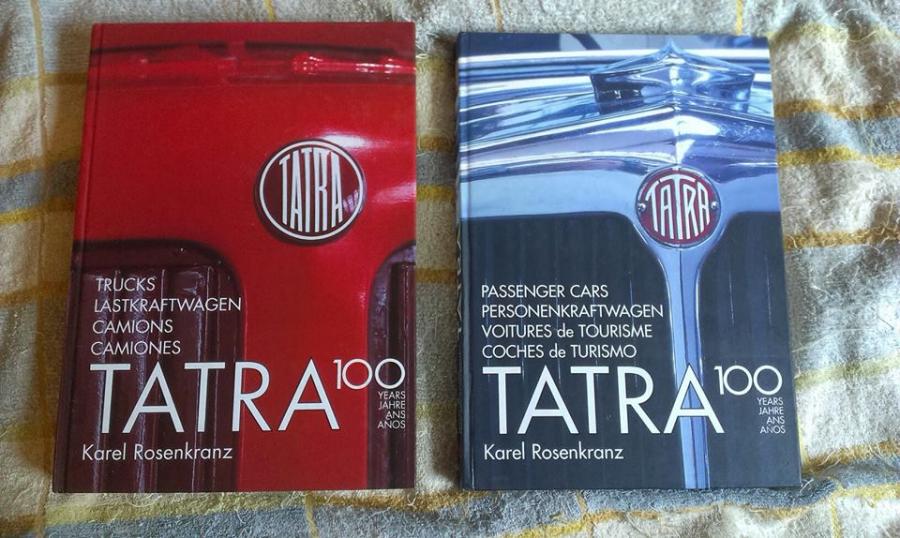 TATRA
TRUCKS
LASTKRAFTWAGEN
CAMIONS
CAMIONES
TATRA 100
YEARS
JAHRE
ANS
AÑOS
Karel Rosenkranz
TATRA
PASSENGER CARS
PERSONENKRAFTWAGEN
VOITURES de TOURISME
COCHES de TURISMO
TATRA 100
YEARS
JAHRE
ANS
AÑOS
Karel Rosenkranz